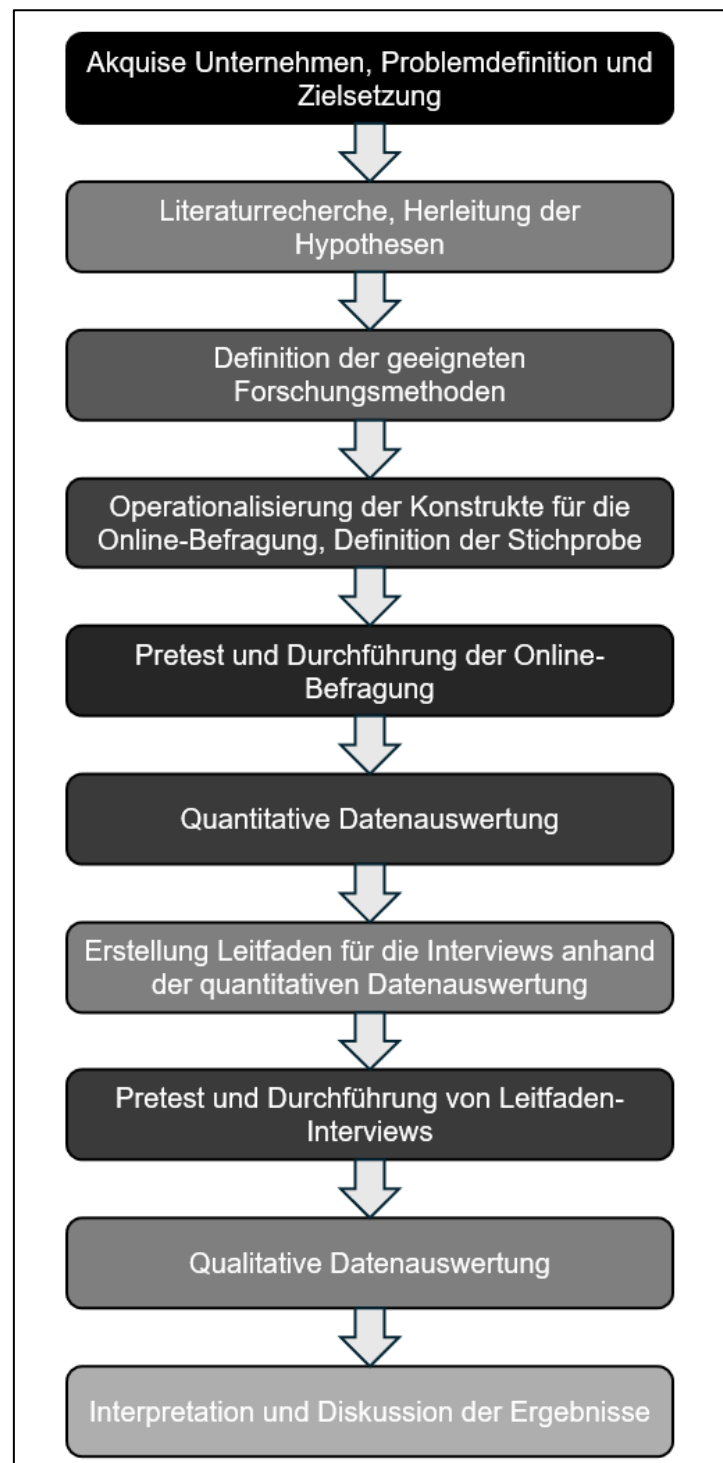 Akquise Unternehmen, Problemdefinition und
Zielsetzung
Literaturrecherche, Herleitung der
Hypothesen
Definition der geeigneten
Forschungsmethoden
Operationalisierung der Konstrukte für die
Online-Befragung, Definition der Stichprobe
Pretest und Durchführung der Online-
Befragung
Quantitative Datenauswertung
Erstellung Leitfaden für die Interviews anhand
der quantitativen Datenauswertung
Pretest und Durchführung von Leitfaden-
Interviews
Qualitative Datenauswertung
Interpretation und Diskussion der Ergebnisse